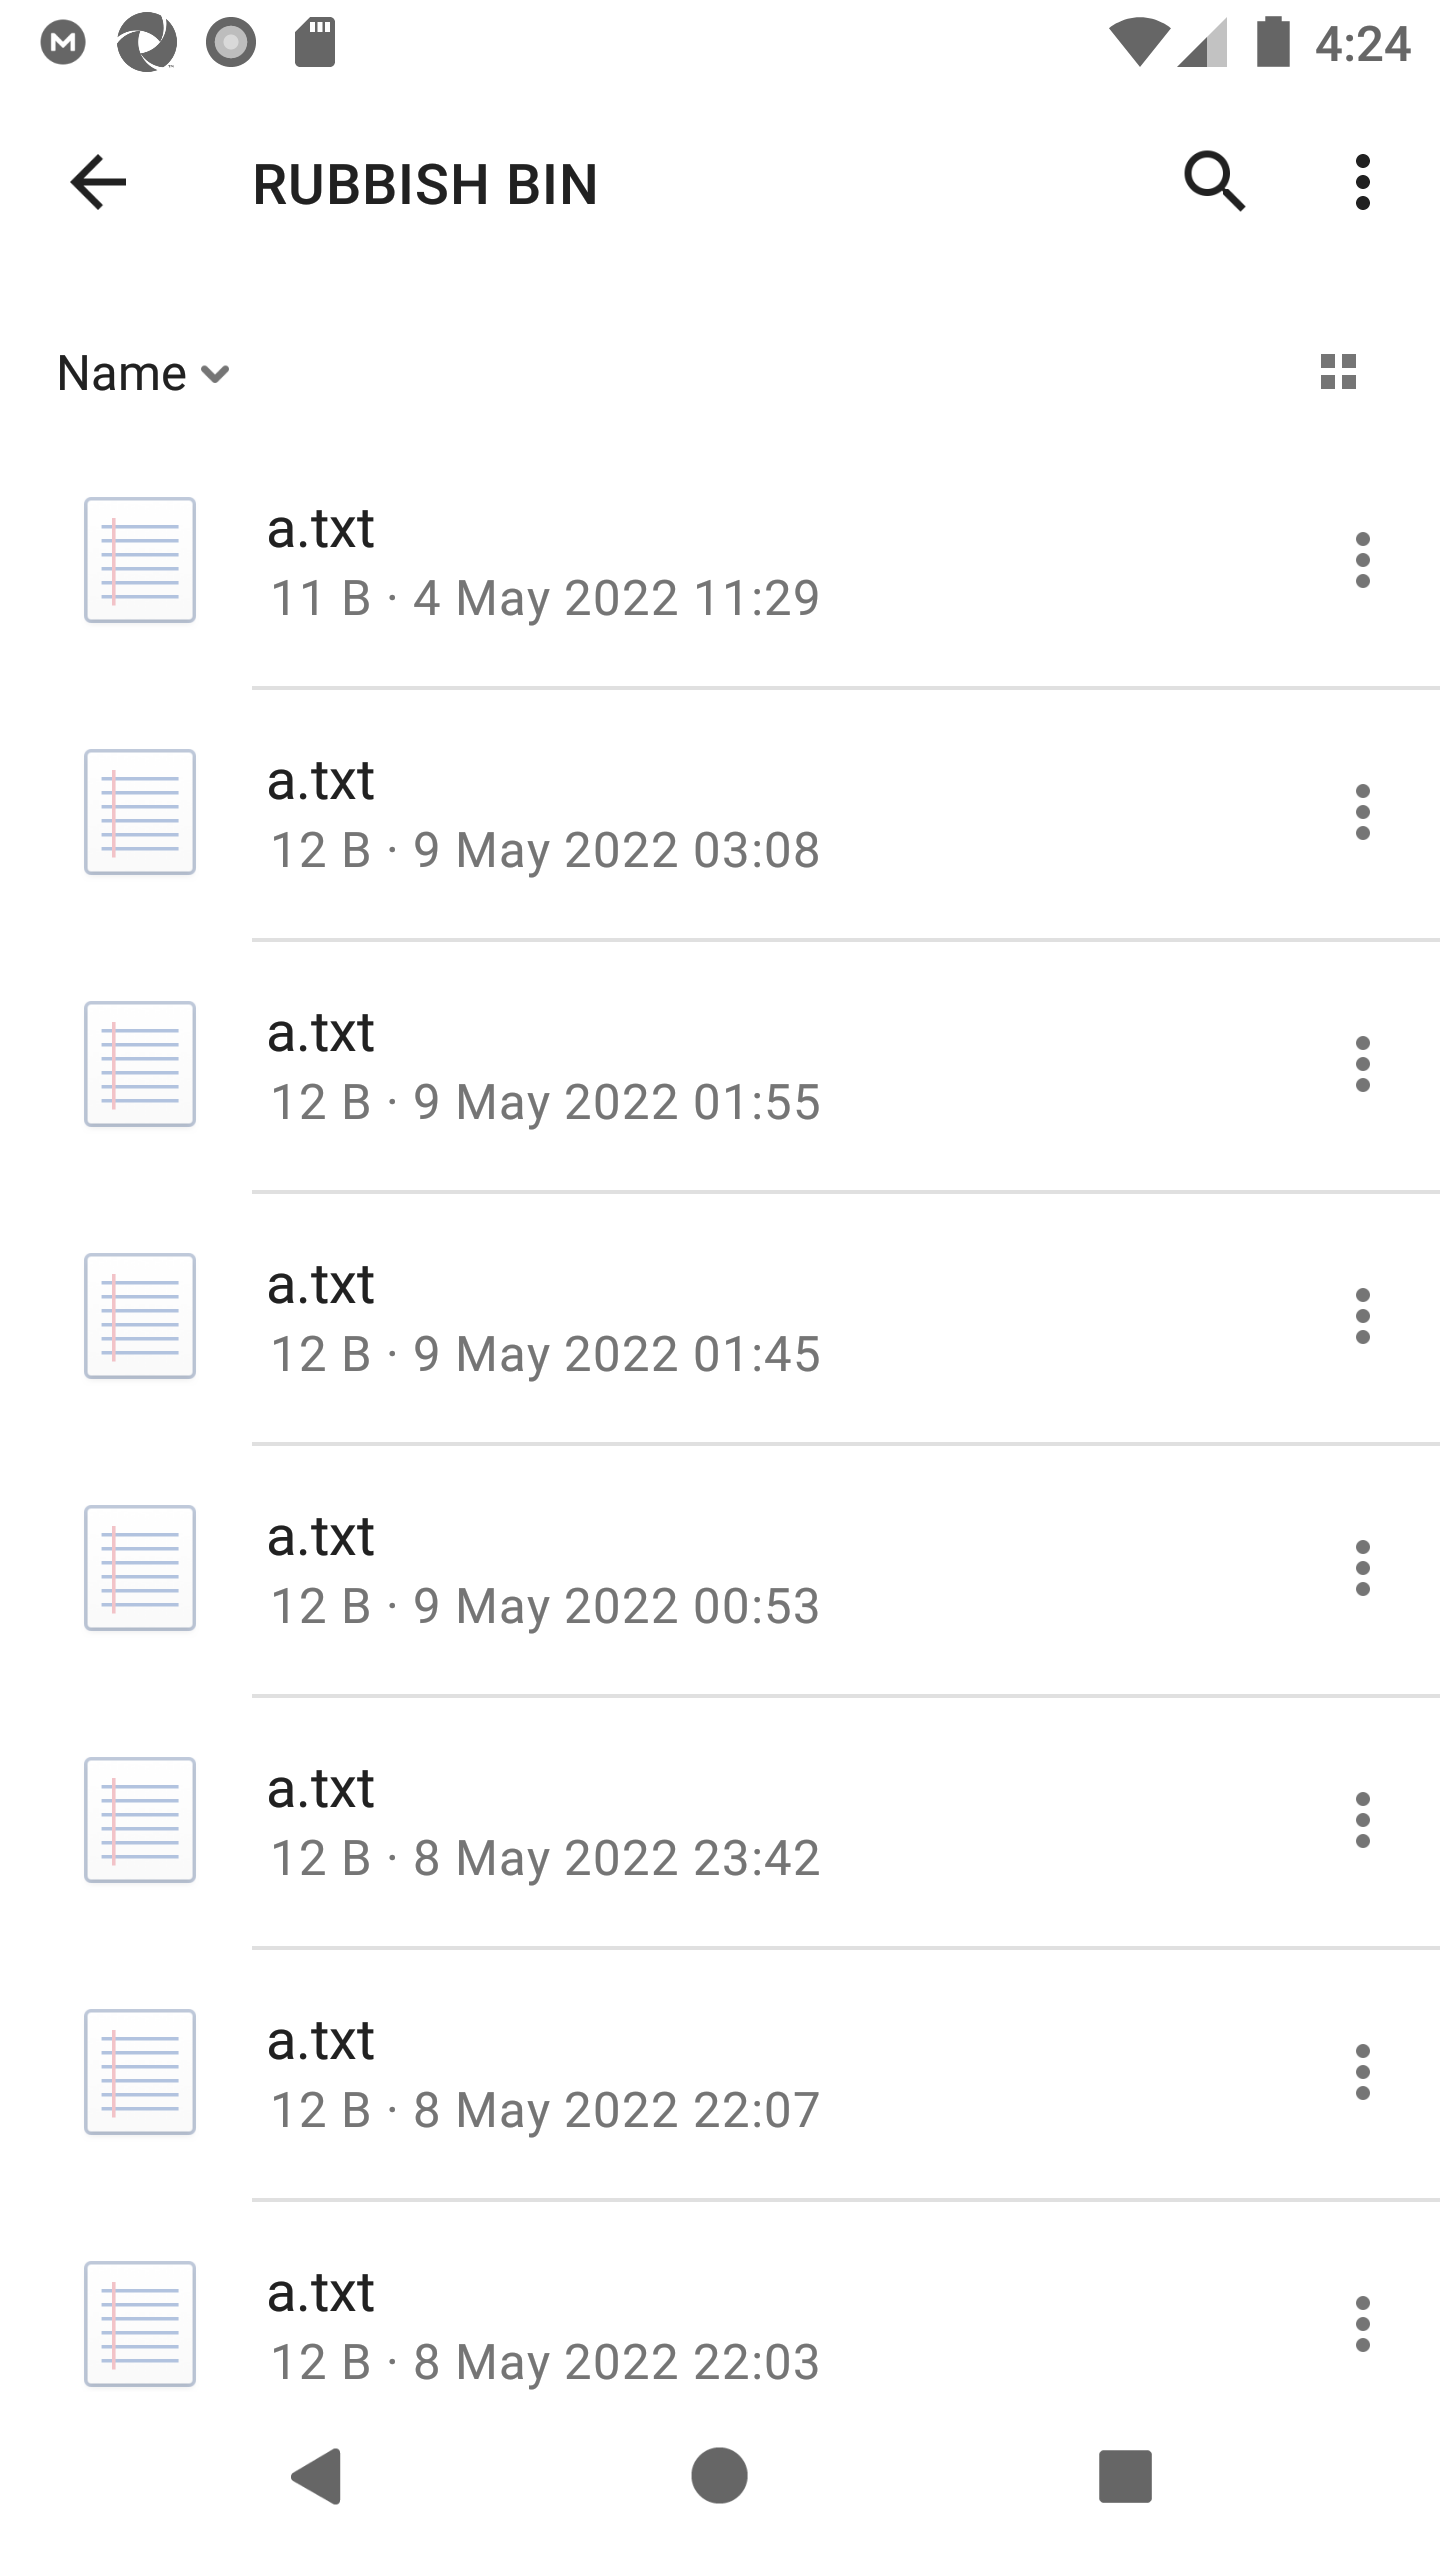 4:24
RUBBISH BIN
Name
a.txt
11 B · 4 May 2022 11:29
a.txt
12 B · 9 May 2022 03:08
a.txt
12 B · 9 May 2022 01:55
a.txt
12 B · 9 May 2022 01:45
a.txt
12 B · 9 May 2022 00:53
a.txt
12 B · 8 May 2022 23:42
a.txt
12 B · 8 May 2022 22:07
a.txt
12 B · 8 May 2022 22:03